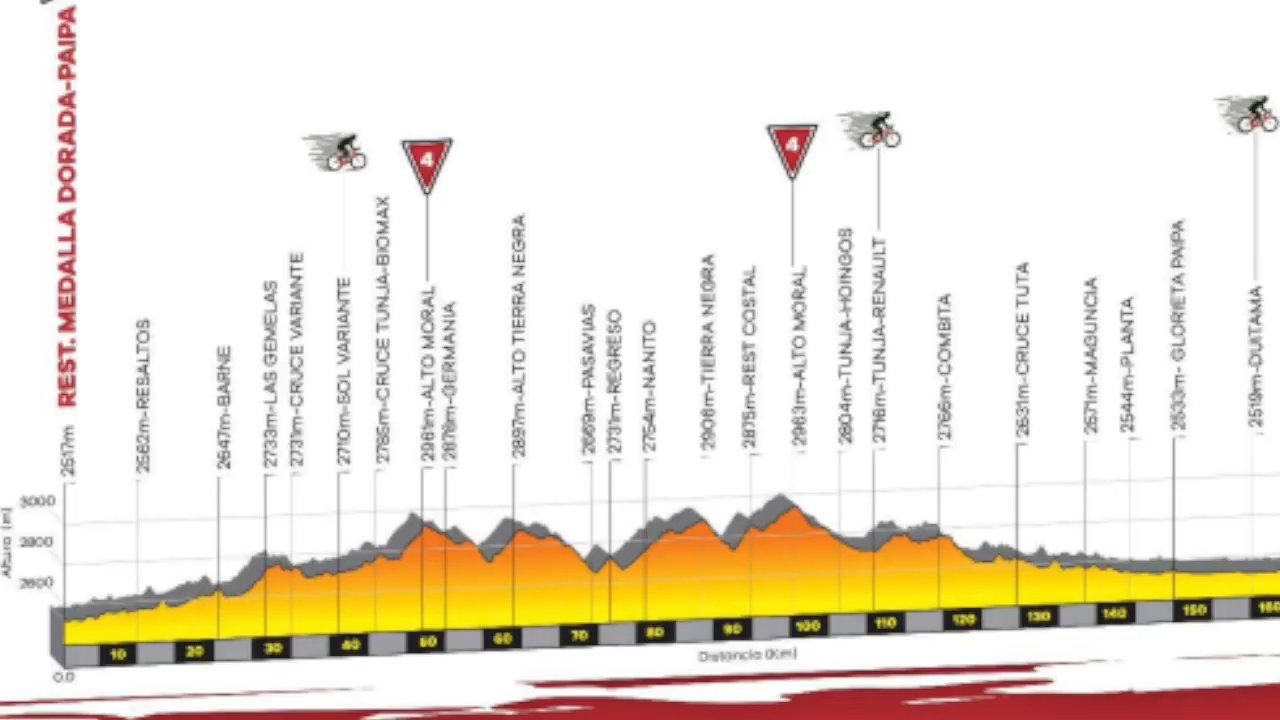 REST. MEDALLA DORADA-PAIPA
2517m
2562m-RESALTOS
2647m-BARNE
2733m-LAS GEMELAS
2731m-CRUCE VARIANTE
2710m-SOL VARIANTE
2785m-CRUCE TUNJA-BIOMAX
4
2961m-ALTO MORAL
2878m-GERMANIA
2897m-ALTO TIERRA NEGRA
2669m-PASAVIAS
2731m-REGRESO
2754m-NANITO
2906m-TIERRA NEGRA
2875m-REST COSTAL
4
2963m-ALTO MORAL
2804m-TUNJA-HOINGOS
2716m-TUNJA-RENAULT
2766m-COMBITA
2631m-CRUCE TUTA
2571m-MAGUNCIA
2544m-PLANTA
2533m- GLORIETA PAIPA
2519m-DUITAMA
Altura (m)
3000
2800
2600
0.0
10 20 30 40 50 60 70 80 90 100 110 120 130 140 150 160
Distancia (Km)